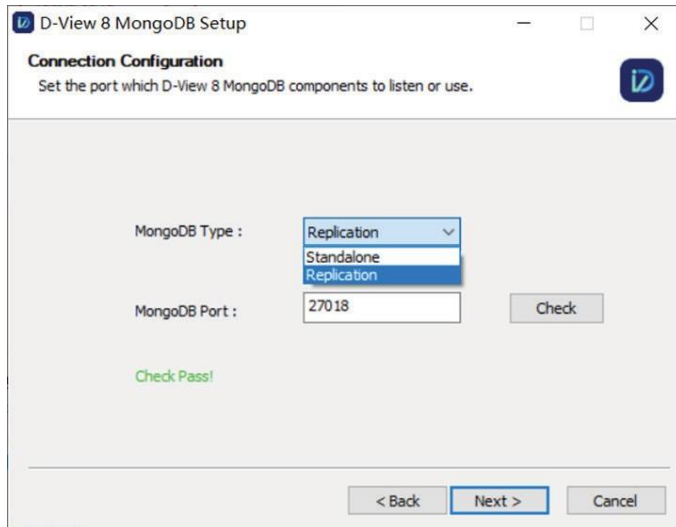 D-View 8 MongoDB Setup
Connection Configuration
Set the port which D-View 8 MongoDB components to listen or use.
MongoDB Type : Replication
Standalone
Replication
MongoDB Port : 27018 Check
Check Pass!
< Back Next > Cancel